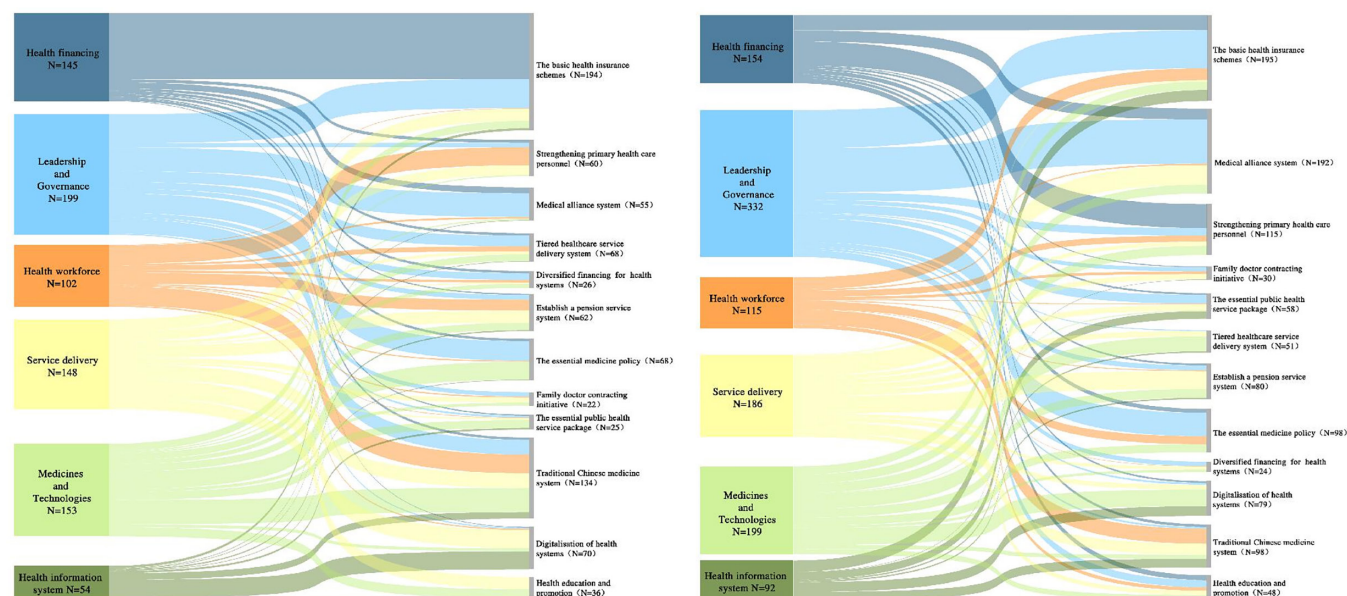 Health financing
N=145
Leadership
and
Governance
N=199
Health workforce
N=102
Service delivery
N=148
Medicines
and
Technologies
N=153
Health information
system N=54
The basic health insurance
schemes（N=194）
Strengthening primary health care
personnel（N=60）
Medical alliance system（N=55）
Tiered healthcare service
delivery system（N=68）
Diversified financing for health
systems（N=26）
Establish a pension service
system（N=62）
The essential medicine policy（N=68）
Family doctor contracting
initiative（N=22）
The essential public health
service package（N=25）
Traditional Chinese medicine
system（N=134）
Digitalisation of health
systems（N=70）
Health education and
promotion（N=36）
Health financing
N=154
Leadership
and
Governance
N=332
Health workforce
N=115
Service delivery
N=186
Medicines
and
Technologies
N=199
Health information
system N=92
The basic health insurance
schemes（N=195）
Medical alliance system（N=192）
Strengthening primary health care
personnel（N=115）
Family doctor contracting
initiative（N=30）
The essential public health
service package（N=58）
Tiered healthcare service
delivery system（N=51）
Establish a pension service
system（N=80）
The essential medicine policy（N=98）
Diversified financing for health
systems（N=24）
Digitalisation of health
systems（N=79）
Traditional Chinese medicine
system（N=98）
Health education and
promotion（N=48）